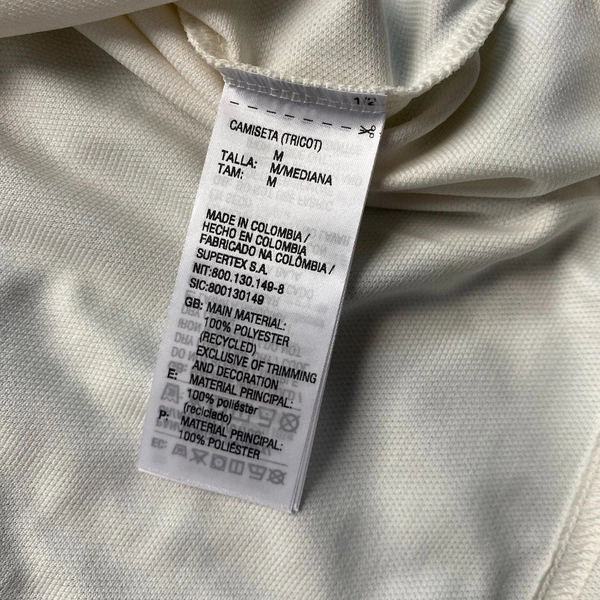 1/2
CAMISETA (TRICOT)
M
TALLA: M/MEDIANA
TAM: M
MADE IN COLOMBIA/
HECHO EN COLOMBIA/
FABRICADO NA COLÔMBIA/
SUPERTEX S.A.
NIT:800.130.149-8
SIC:800130149
GB: MAIN MATERIAL:
100% POLYESTER
(RECYCLED)
EXCLUSIVE OF TRIMMING
AND DECORATION
E: MATERIAL PRINCIPAL:
100% poliéster
(reciclado)
P: MATERIAL PRINCIPAL:
100% POLIÉSTER
EC: